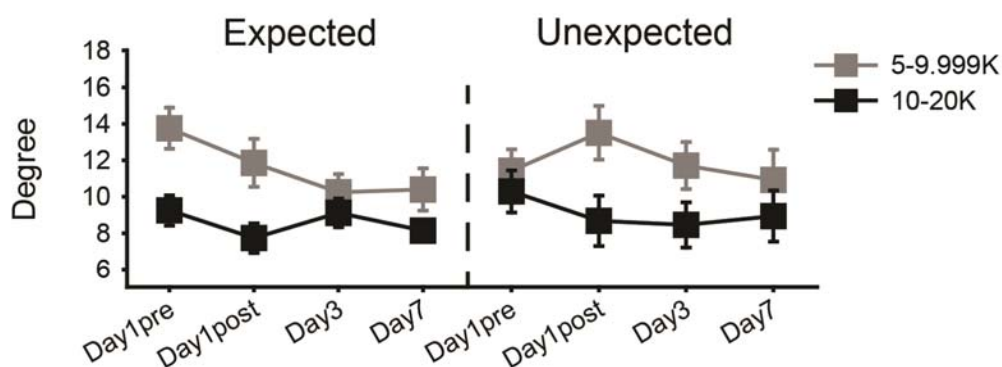 Expected Unexpected
18
16
14
12
10
8
6
Degree
5-9.999K
10-20K
Day1pre Day1post Day3 Day7 Day1pre Day1post Day3 Day7